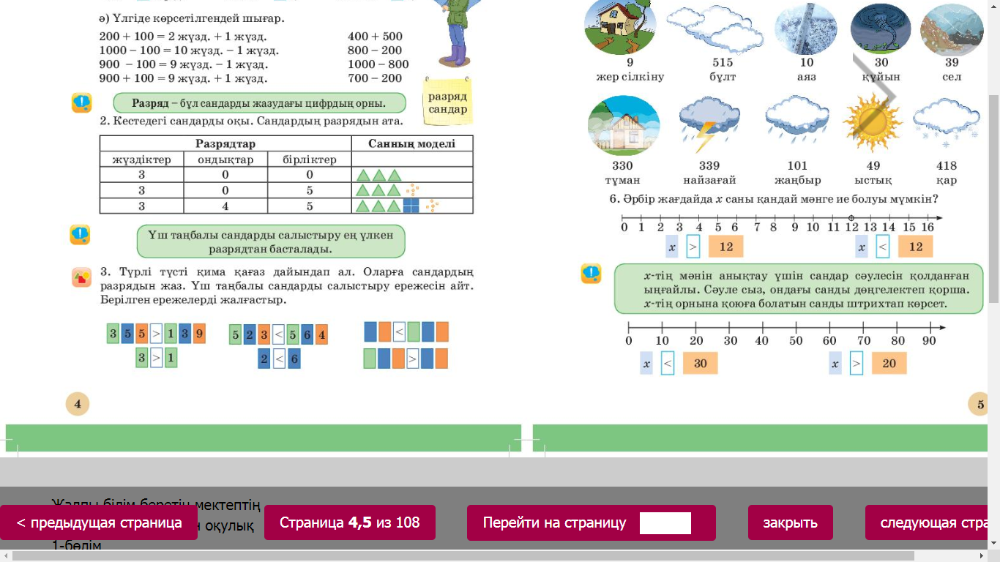 ә) Үлгіде көрсетілгендей шығар.
200 + 100 = 2 жүзд. + 1 жүзд. 400 + 500
1000 – 100 = 10 жүзд. – 1 жүзд. 800 – 200
900 – 100 = 9 жүзд. – 1 жүзд. 1000 – 800
900 + 100 = 9 жүзд. + 1 жүзд. 700 – 200
разряд
сандар
Разряд – бұл сандарды жазудағы цифрдың орны.
2. Кестедегі сандарды оқы. Сандардың разрядын ата.
Разрядтар Санның моделі
жүздіктер ондықтар бірліктер
3 0 0
3 0 5
3 4 5
Үш таңбалы сандарды салыстыру ең үлкен
разрядтан басталады.
3. Түрлі түсті қима қағаз дайындап ал. Оларға сандардың
разрядын жаз. Үш таңбалы сандарды салыстыру ережесін айт.
Берілген ережелерді жалғастыр.
3 5 5 > 1 3 9 5 2 3 < 5 6 4 <
3 > 1 2 < 6 >
4
9 515 10 30 39
жер сілкіну бұлт аяз құйын сел
330 339 101 49 418
тұман найзағай жаңбыр ыстық қар
6. Әрбір жағдайда x саны қандай мәнге ие болуы мүмкін?
0 1 2 3 4 5 6 7 8 9 10 11 12 13 14 15 16
x > 12 x < 12
x-тің мәнін анықтау үшін сандар сәулесін қолданған
ыңғайлы. Сәуле сыз, ондағы санды дөңгелектеп қорша.
x-тің орнына қоюға болатын санды штрихтап көрсет.
0 10 20 30 40 50 60 70 80 90
x < 30 x > 20
5
Жалпы білім беретін мектептің
оқулық
1-бөлім
< предыдущая страница Страница 4,5 из 108 Перейти на страницу закрыть следующая стра